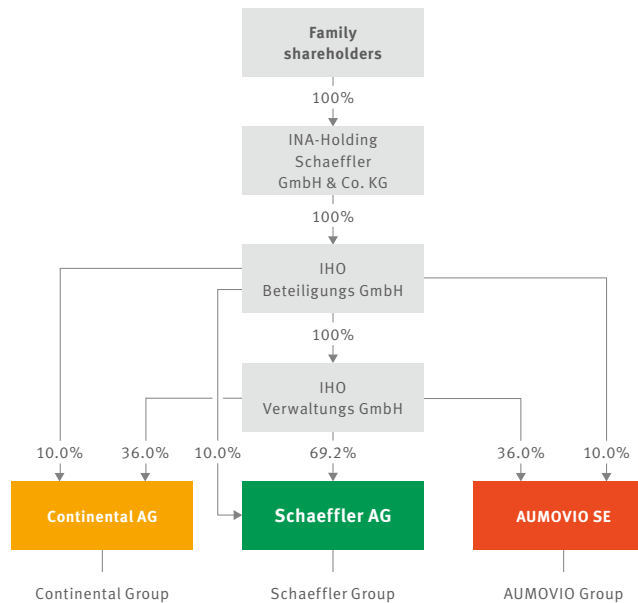 Family
shareholders
100%
INA-Holding
Schaeffler
GmbH & Co. KG
100%
IHO
Beteiligungs GmbH
100%
IHO
Verwaltungs GmbH
10.0% 36.0% 10.0% 69.2% 36.0% 10.0%
Continental AG Schaeffler AG AUMOVIO SE
Continental Group Schaeffler Group AUMOVIO Group